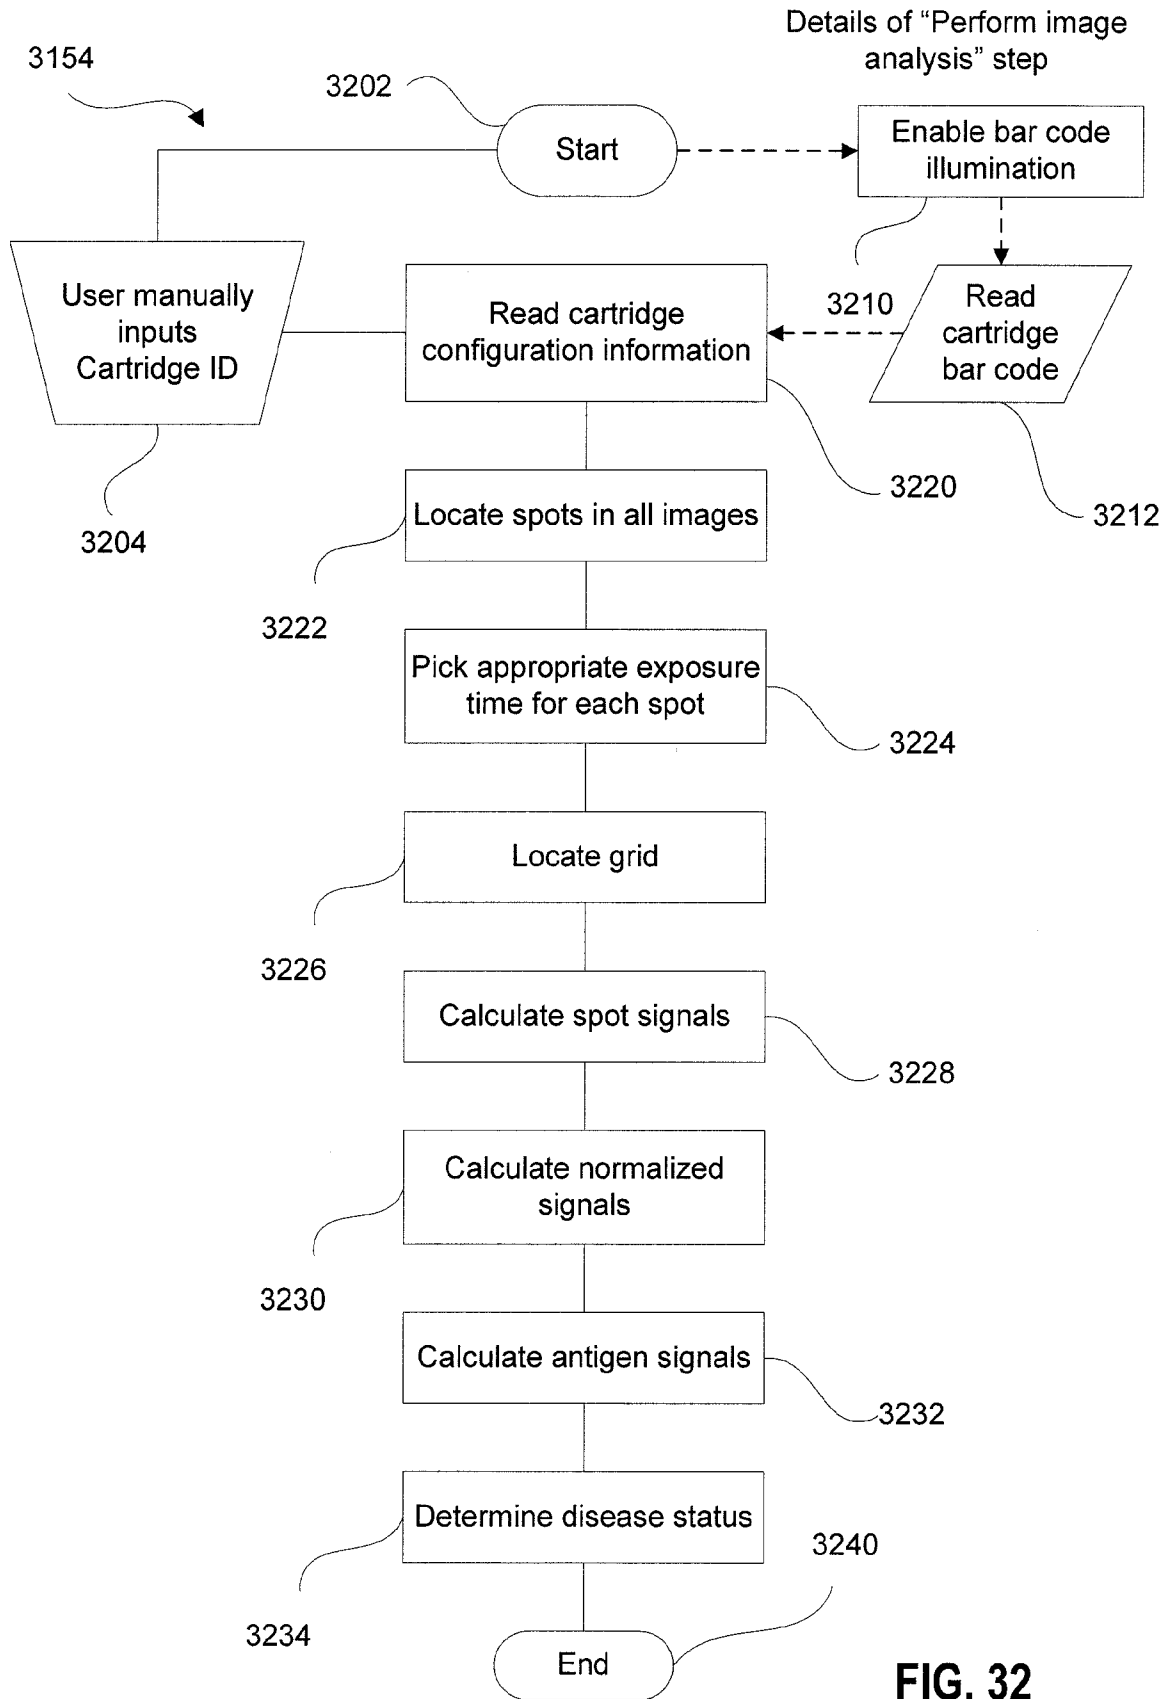 Details of “Perform image
analysis” step
3154
3202
Start
Enable bar code
illumination
3210
User manually
inputs
Cartridge ID
3204
Read cartridge
configuration information
3220
Read
cartridge
bar code
3212
Locate spots in all images
3222
Pick appropriate exposure
time for each spot
3224
Locate grid
3226
Calculate spot signals
3228
Calculate normalized
signals
3230
Calculate antigen signals
3232
Determine disease status
3234
3240
End
FIG. 32